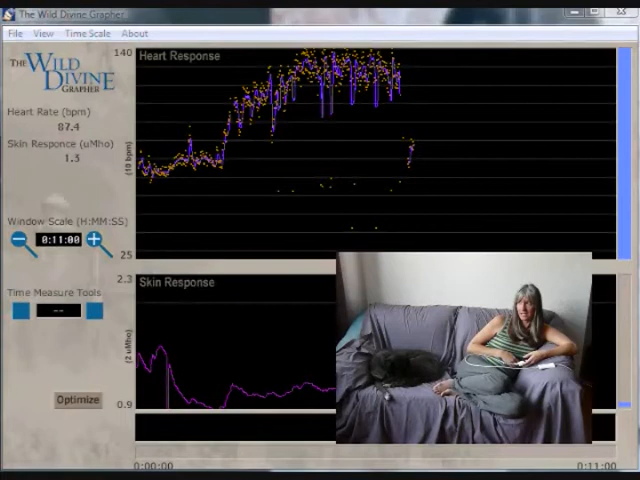 The Wild Divine Grapher
File View Time Scale About
THE
WILD
DIVINE
GRAPHER
Heart Rate (bpm)
87.4
Skin Responce (uMho)
1.3
Window Scale (H:MM:SS)
0:11:00
Time Measure Tools
--
Optimize
140
Heart Response
(10 bpm)
25
2.3
Skin Response
(2 uMho)
0.9
0:00:00
0:11:00